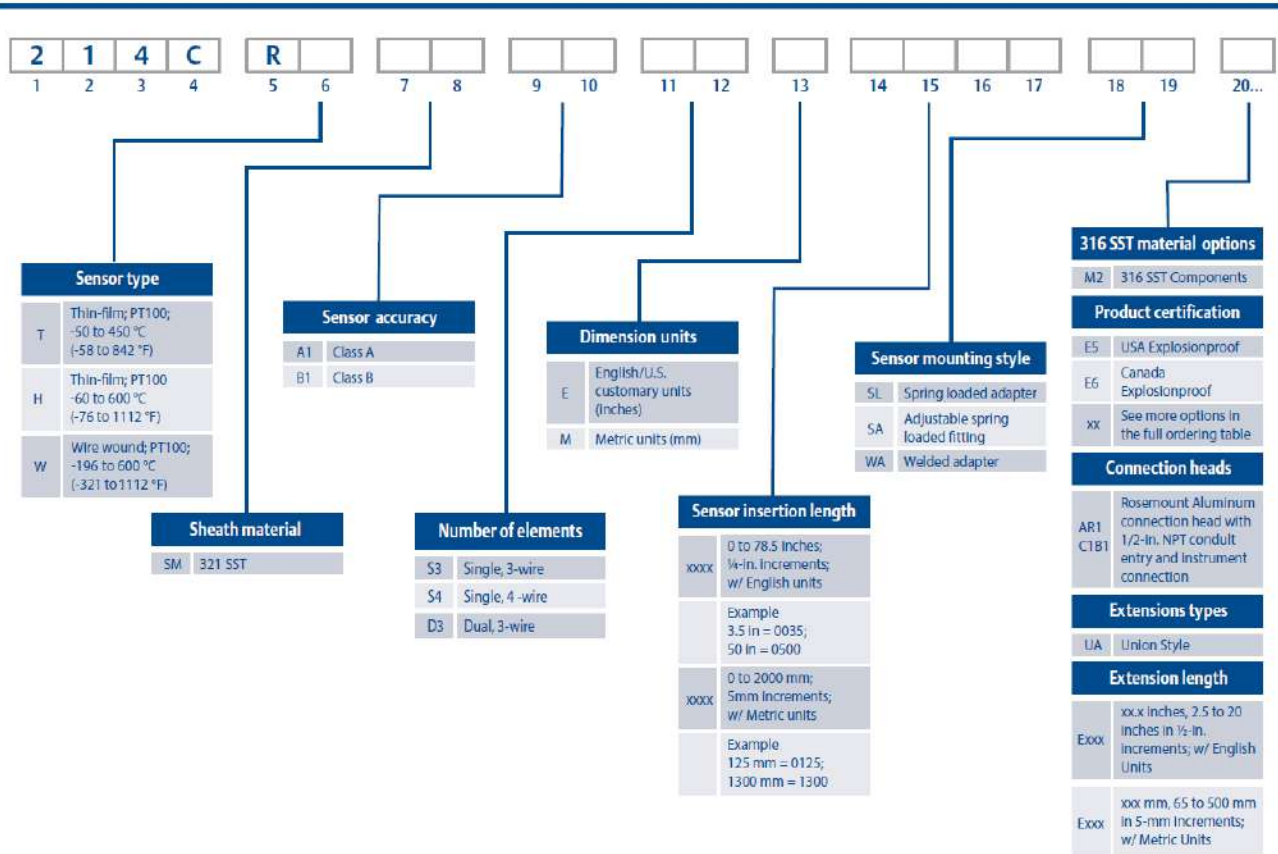 2 1 4 C R
1 2 3 4 5 6 7 8 9 10 11 12 13 14 15 16 17 18 19 20...
Sensor type
T Thin-film; PT100;
-50 to 450 °C
(-58 to 842 °F)
H Thin-film; PT100
-60 to 600 °C
(-76 to 1112 °F)
W Wire wound; PT100;
-196 to 600 °C
(-321 to 1112 °F)
Sheath material
SM 321 SST
Sensor accuracy
A1 Class A
B1 Class B
Number of elements
S3 Single, 3-wire
S4 Single, 4 -wire
D3 Dual, 3-wire
Dimension units
E English/U.S.
customary units
(inches)
M Metric units (mm)
Sensor insertion length
xxxx 0 to 78.5 inches;
¼-in. increments;
w/ English units
Example
3.5 in = 0035;
50 in = 0500
xxxx 0 to 2000 mm;
5mm increments;
w/ Metric units
Example
125 mm = 0125;
1300 mm = 1300
Sensor mounting style
SL Spring loaded adapter
SA Adjustable spring
loaded fitting
WA Welded adapter
316 SST material options
M2 316 SST Components
Product certification
E5 USA Explosionproof
E6 Canada
Explosionproof
xx See more options in
the full ordering table
Connection heads
AR1
C1B1
Rosemount Aluminum
connection head with
1/2-in. NPT conduit
entry and instrument
connection
Extensions types
UA Union Style
Extension length
Exxx xx.x inches, 2.5 to 20
inches in ½-in.
increments; w/ English
Units
Exxx xxx mm, 65 to 500 mm
in 5-mm increments;
w/ Metric Units